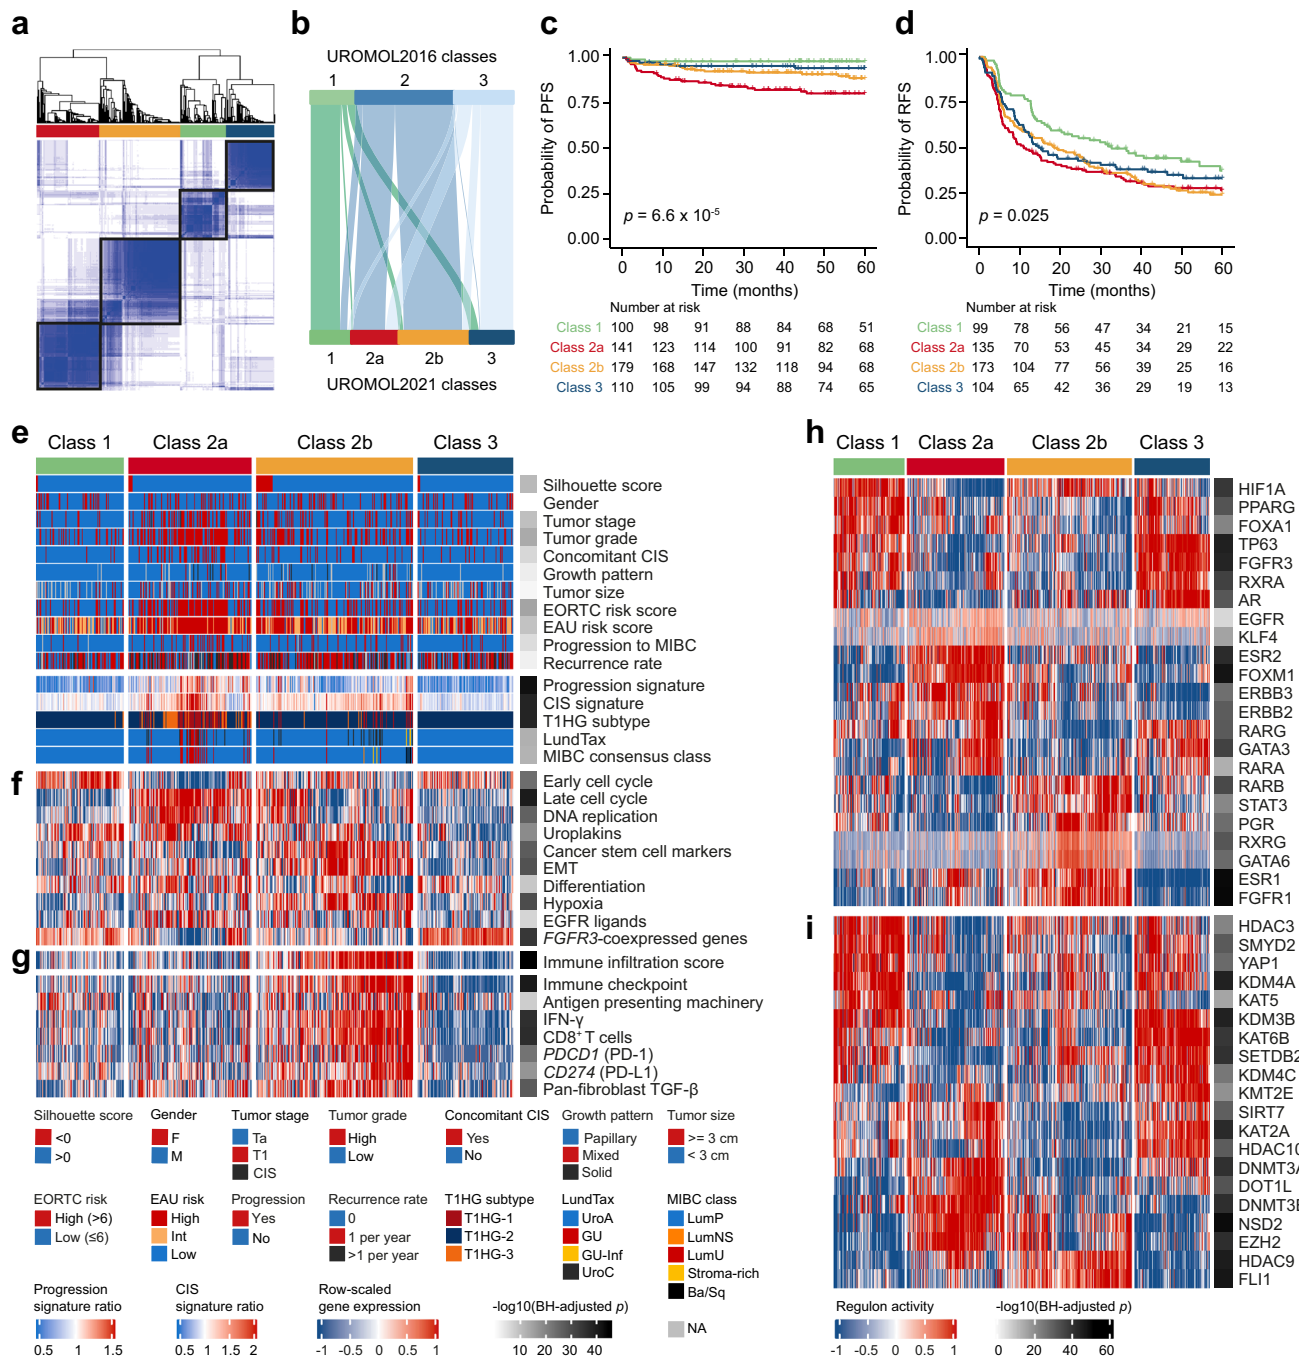 a
b
UROMOL2016 classes
1 2 3
1 2a 2b 3
UROMOL2021 classes
c
Probability of PFS
1.00
0.75
0.50
0.25
0.00
p = 6.6 x 10-5
0 10 20 30 40 50 60
Time (months)
Number at risk
Class 1 100 98 91 88 84 68 51
Class 2a 141 123 114 100 91 82 68
Class 2b 179 168 147 132 118 94 68
Class 3 110 105 99 94 88 74 65
d
Probability of RFS
1.00
0.75
0.50
0.25
0.00
p = 0.025
0 10 20 30 40 50 60
Time (months)
Number at risk
Class 1 99 78 56 47 34 21 15
Class 2a 135 70 53 45 34 29 22
Class 2b 173 104 77 56 39 25 16
Class 3 104 65 42 36 29 19 13
e
Class 1 Class 2a Class 2b Class 3
Silhouette score
Gender
Tumor stage
Tumor grade
Concomitant CIS
Growth pattern
Tumor size
EORTC risk score
EAU risk score
Progression to MIBC
Recurrence rate
Progression signature
CIS signature
T1HG subtype
LundTax
MIBC consensus class
f
Early cell cycle
Late cell cycle
DNA replication
Uroplakins
Cancer stem cell markers
EMT
Differentiation
Hypoxia
EGFR ligands
FGFR3-coexpressed genes
g
Immune infiltration score
Immune checkpoint
Antigen presenting machinery
IFN-γ
CD8+ T cells
PDCD1 (PD-1)
CD274 (PD-L1)
Pan-fibroblast TGF-β
Silhouette score
<0
>0
Gender
F
M
Tumor stage
Ta
T1
CIS
Tumor grade
High
Low
Concomitant CIS
Yes
No
Growth pattern
Papillary
Mixed
Solid
Tumor size
>= 3 cm
< 3 cm
EORTC risk
High (>6)
Low (≤6)
EAU risk
High
Int
Low
Progression
Yes
No
Recurrence rate
0
1 per year
>1 per year
T1HG subtype
T1HG-1
T1HG-2
T1HG-3
LundTax
UroA
GU
GU-Inf
UroC
MIBC class
LumP
LumNS
LumU
Stroma-rich
Ba/Sq
NA
Progression
signature ratio
0.5 1 1.5
CIS
signature ratio
0.5 1 1.5 2
Row-scaled
gene expression
-1 -0.5 0 0.5 1
-log10(BH-adjusted p)
10 20 30 40
h
Class 1 Class 2a Class 2b Class 3
HIF1A
PPARG
FOXA1
TP63
FGFR3
RXRA
AR
EGFR
KLF4
ESR2
FOXM1
ERBB3
ERBB2
RARG
GATA3
RARA
RARB
STAT3
PGR
RXRG
GATA6
ESR1
FGFR1
i
HDAC3
SMYD2
YAP1
KDM4A
KAT5
KDM3B
KAT6B
SETDB2
KDM4C
KMT2E
SIRT7
KAT2A
HDAC10
DNMT3A
DOT1L
DNMT3B
NSD2
EZH2
HDAC9
FLI1
Regulon activity
-1 -0.5 0 0.5 1
-log10(BH-adjusted p)
0 20 40 60